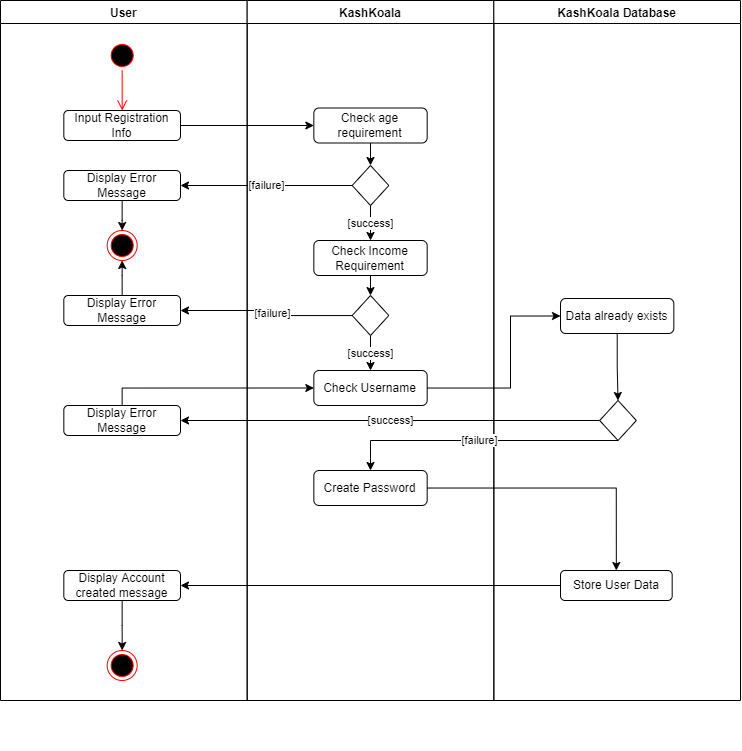 User
KashKoala
KashKoala Database
Input Registration
Info
Check age
requirement
Display Error
Message
[failure]
[success]
Check Income
Requirement
Display Error
Message
[failure]
Data already exists
[success]
Check Username
Display Error
Message
[success]
[failure]
Create Password
Display Account
created message
Store User Data